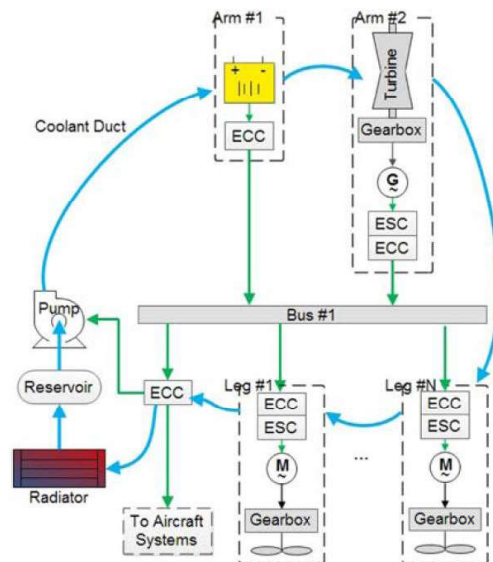 Arm #1
Arm #2
+ -
Turbine
Coolant Duct
ECC
Gearbox
G
~
ESC
ECC
Pump
Bus #1
Reservoir
ECC
Leg #1
Leg #N
ECC
ESC
ECC
ESC
M
~
...
M
~
Radiator
To Aircraft
Systems
Gearbox
Gearbox